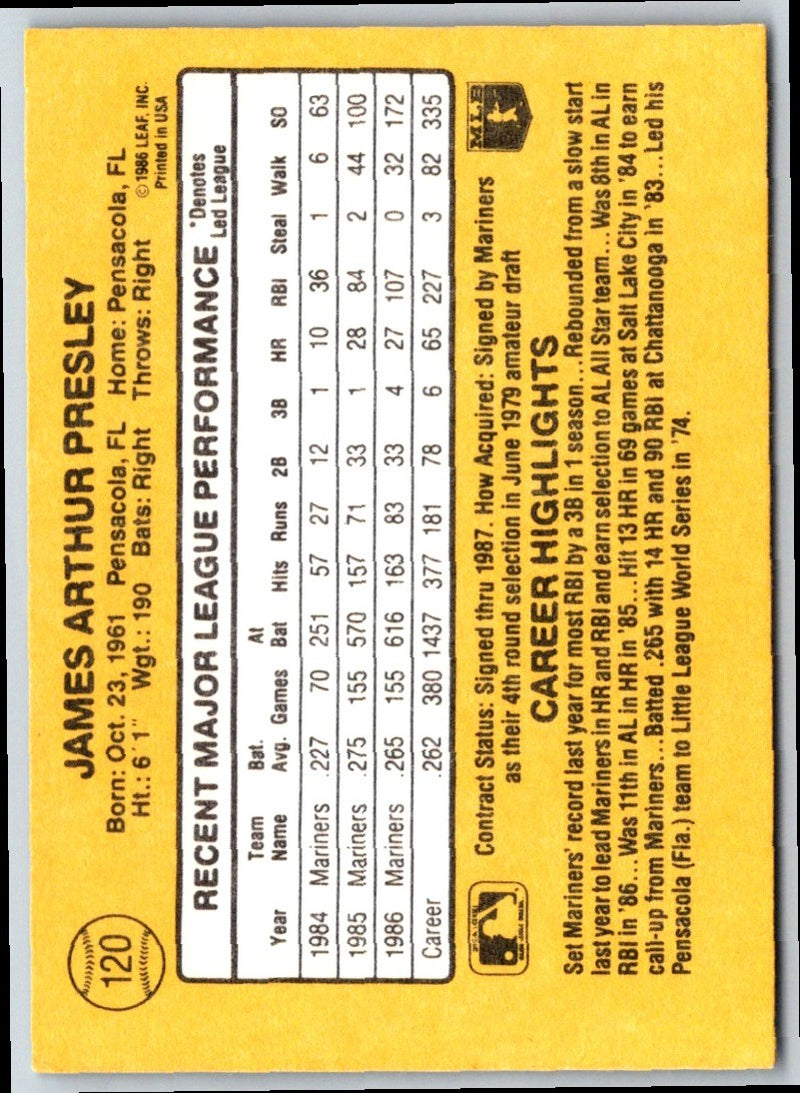 120
JAMES ARTHUR PRESLEY
Born: Oct. 23, 1961 Pensacola, FL Home: Pensacola, FL
Ht.: 6'1" Wgt.: 190 Bats: Right Throws: Right
© 1986 LEAF, INC.
Printed in USA
RECENT MAJOR LEAGUE PERFORMANCE
*Denotes
Led League
Year Team Name Bat. Avg. Games At Bat Hits Runs 2B 3B HR RBI Steal Walk SO
1984 Mariners .227 70 251 57 27 12 1 10 36 1 6 63
1985 Mariners .275 155 570 157 71 33 1 28 84 2 44 100
1986 Mariners .265 155 616 163 83 33 4 27 107 0 32 172
Career .262 380 1437 377 181 78 6 65 227 3 82 335
Contract Status: Signed thru 1987. How Acquired: Signed by Mariners
as their 4th round selection in June 1979 amateur draft
MLB
CAREER HIGHLIGHTS
Set Mariners' record last year for most RBI by a 3B in 1 season...Rebounded from a slow start
last year to lead Mariners in HR and RBI and earn selection to AL All Star team...Was 8th in AL in
RBI in '86...Was 11th in AL in HR in '85...Hit 13 HR in 69 games at Salt Lake City in '84 to earn
call-up from Mariners...Batted .265 with 14 HR and 90 RBI at Chattanooga in '83...Led his
Pensacola (Fla.) team to Little League World Series in '74.